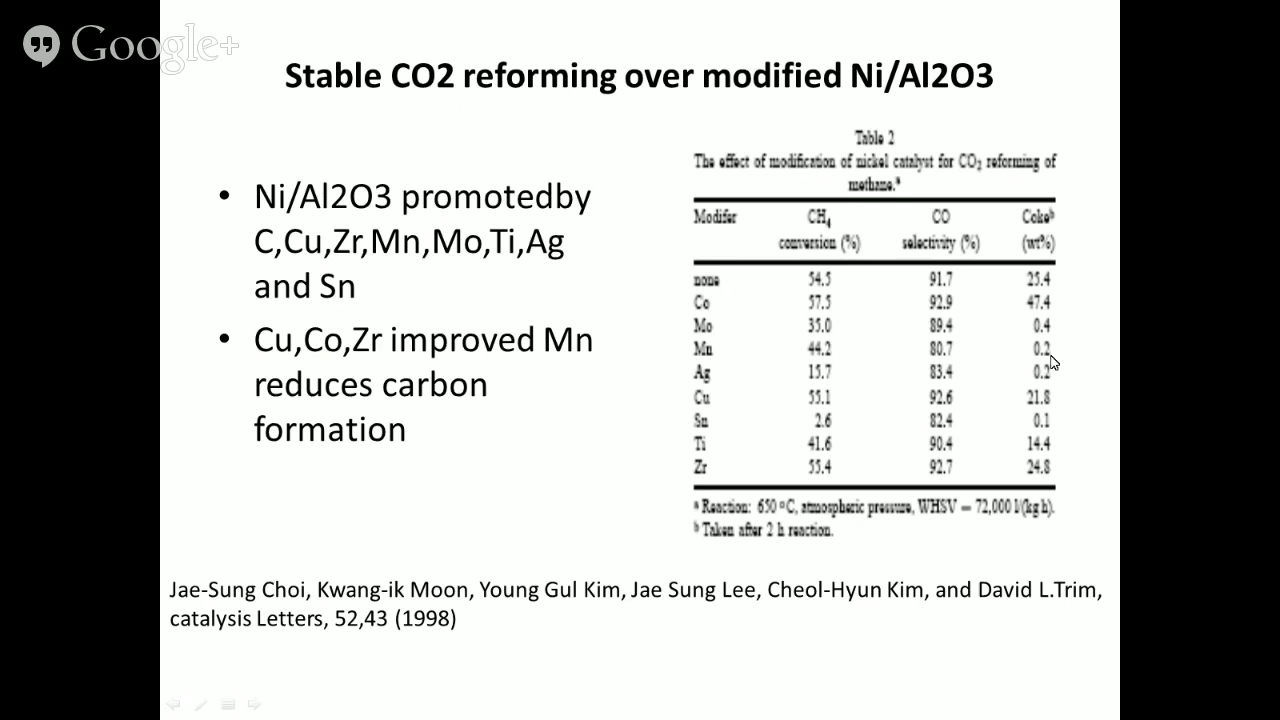 Google+
Stable CO2 reforming over modified Ni/Al2O3
• Ni/Al2O3 promotedby
C,Cu,Zr,Mn,Mo,Ti,Ag
and Sn
• Cu,Co,Zr improved Mn
reduces carbon
formation
Table 2
The effect of modification of nickel catalyst for CO₂ reforming of
methane.ᵃ
Modifer CH₄ CO Cokeᵇ
conversion (%) selectivity (%) (wt%)
none 54.5 91.7 25.4
Co 57.5 92.9 47.4
Mo 35.0 89.4 0.4
Mn 44.2 80.7 0.2
Ag 15.7 83.4 0.2
Cu 55.1 92.6 21.8
Sn 2.6 82.4 0.1
Ti 41.6 90.4 14.4
Zr 55.4 92.7 24.8
ᵃ Reaction: 650 °C, atmospheric pressure, WHSV = 72,000 l/(kg h).
ᵇ Taken after 2 h reaction.
Jae-Sung Choi, Kwang-ik Moon, Young Gul Kim, Jae Sung Lee, Cheol-Hyun Kim, and David L.Trim,
catalysis Letters, 52,43 (1998)